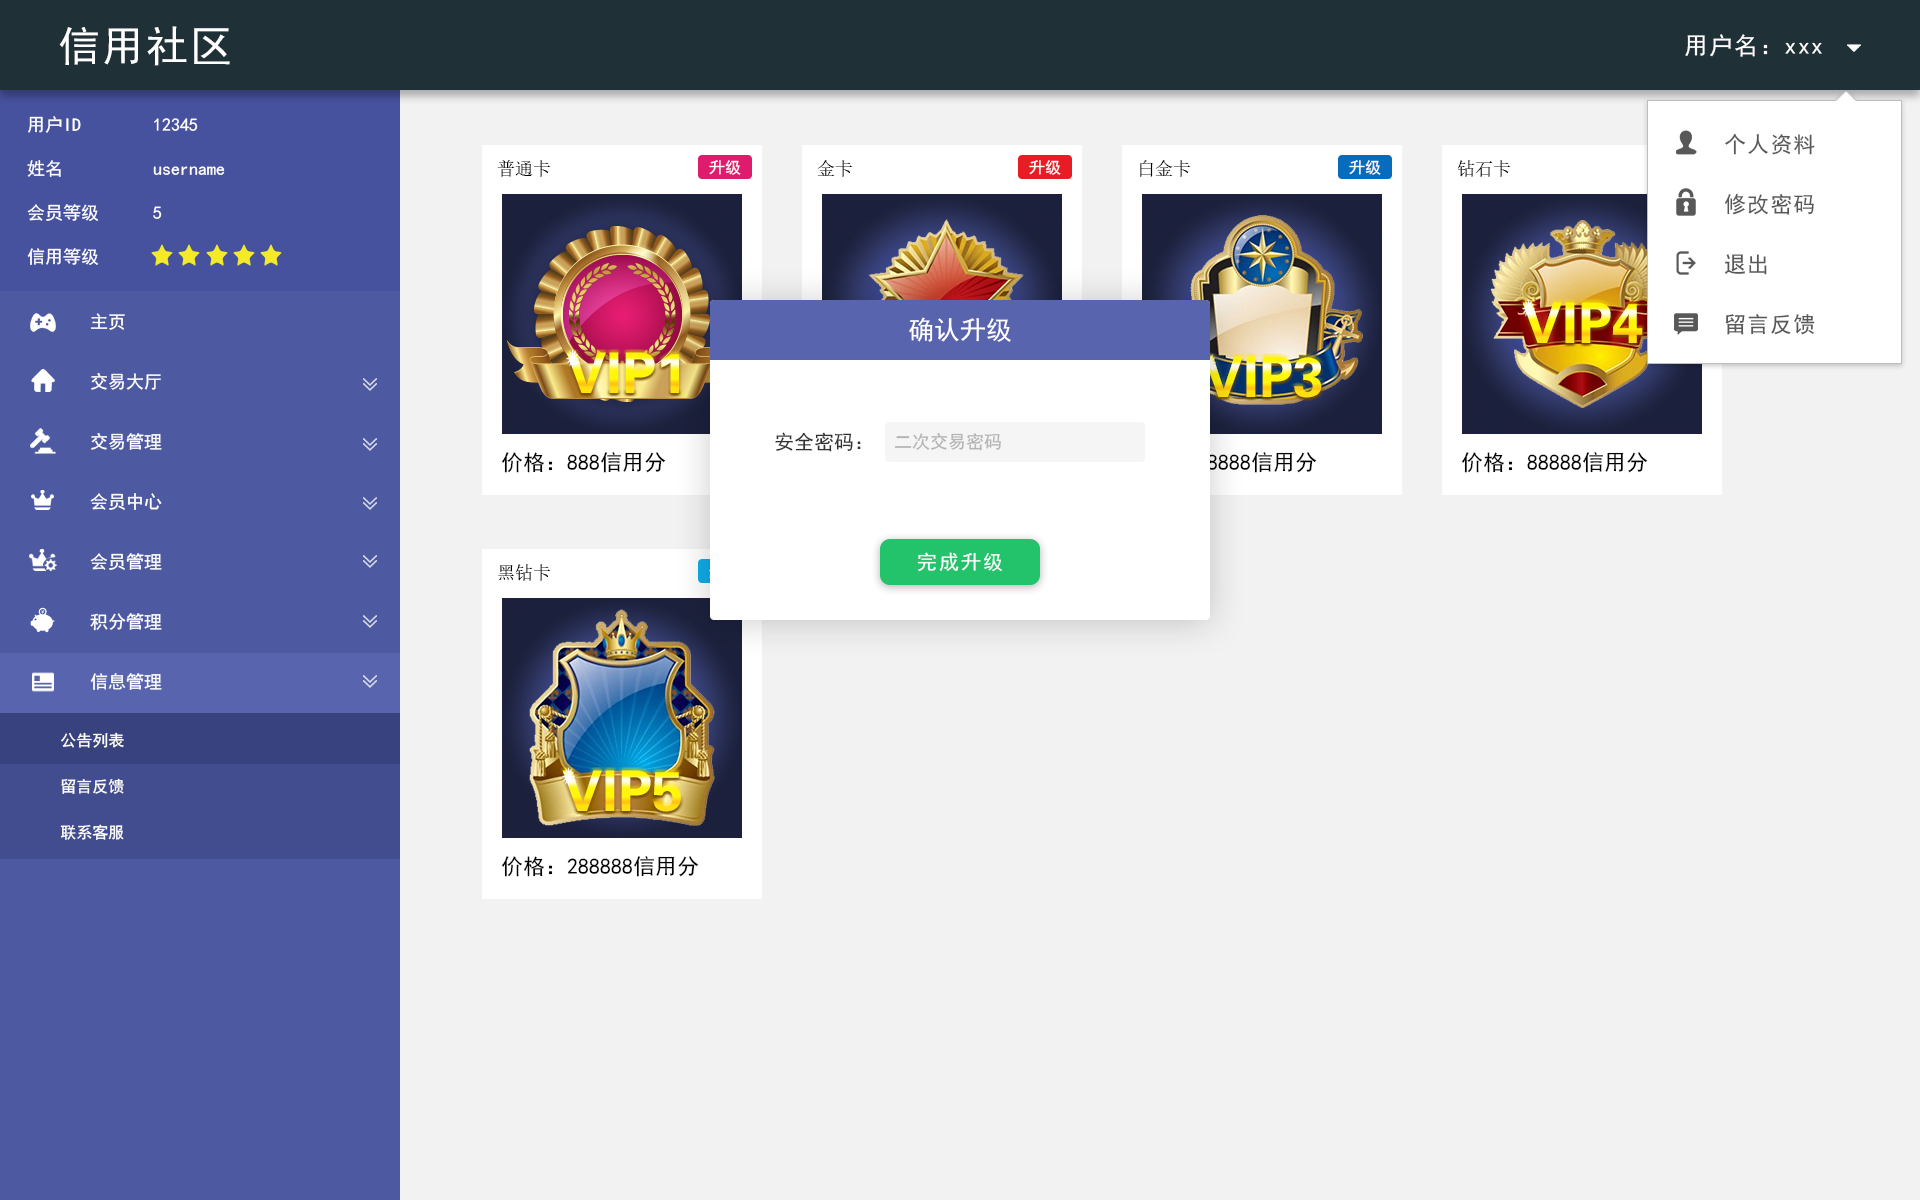 信用社区
用户名：xxx
个人资料
修改密码
退出
留言反馈
用户ID 12345
姓名 username
会员等级 5
信用等级
主页
交易大厅
交易管理
会员中心
会员管理
积分管理
信息管理
公告列表
留言反馈
联系客服
普通卡 升级
VIP1
价格：888信用分
金卡 升级
白金卡 升级
VIP3
8888信用分
钻石卡
VIP4
价格：88888信用分
黑钻卡
VIP5
价格：288888信用分
确认升级
安全密码： 二次交易密码
完成升级